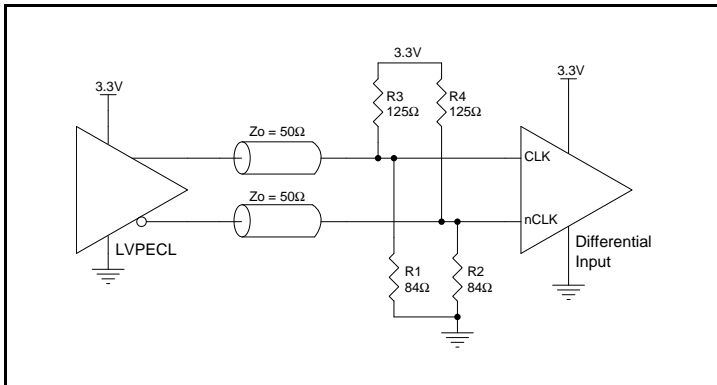 3.3V
3.3V
3.3V
R3
125Ω
R4
125Ω
Zo = 50Ω
CLK
Zo = 50Ω
nCLK
LVPECL
Differential
Input
R1
84Ω
R2
84Ω